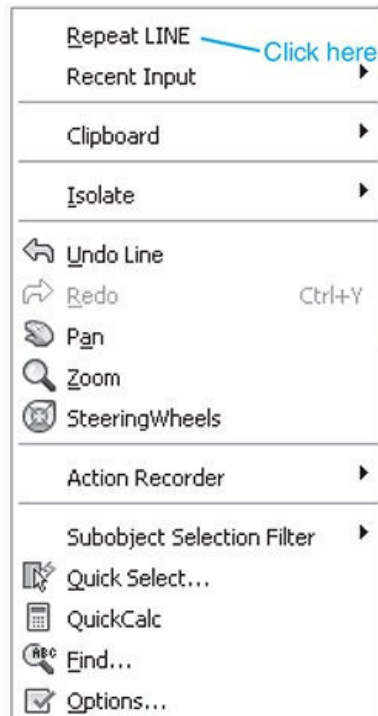 Repeat LINE
Click here
Recent Input
Clipboard
Isolate
Undo Line
Redo Ctrl+Y
Pan
Zoom
SteeringWheels
Action Recorder
Subobject Selection Filter
Quick Select...
QuickCalc
ABC
Find...
Options...